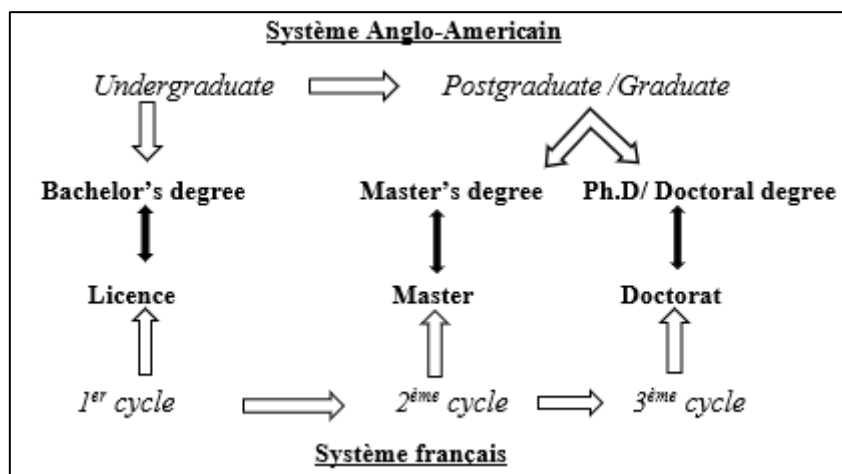 Système Anglo-Americain
Undergraduate Postgraduate /Graduate
Bachelor's degree Master's degree Ph.D/ Doctoral degree
Licence Master Doctorat
1er cycle 2ème cycle 3ème cycle
Système français